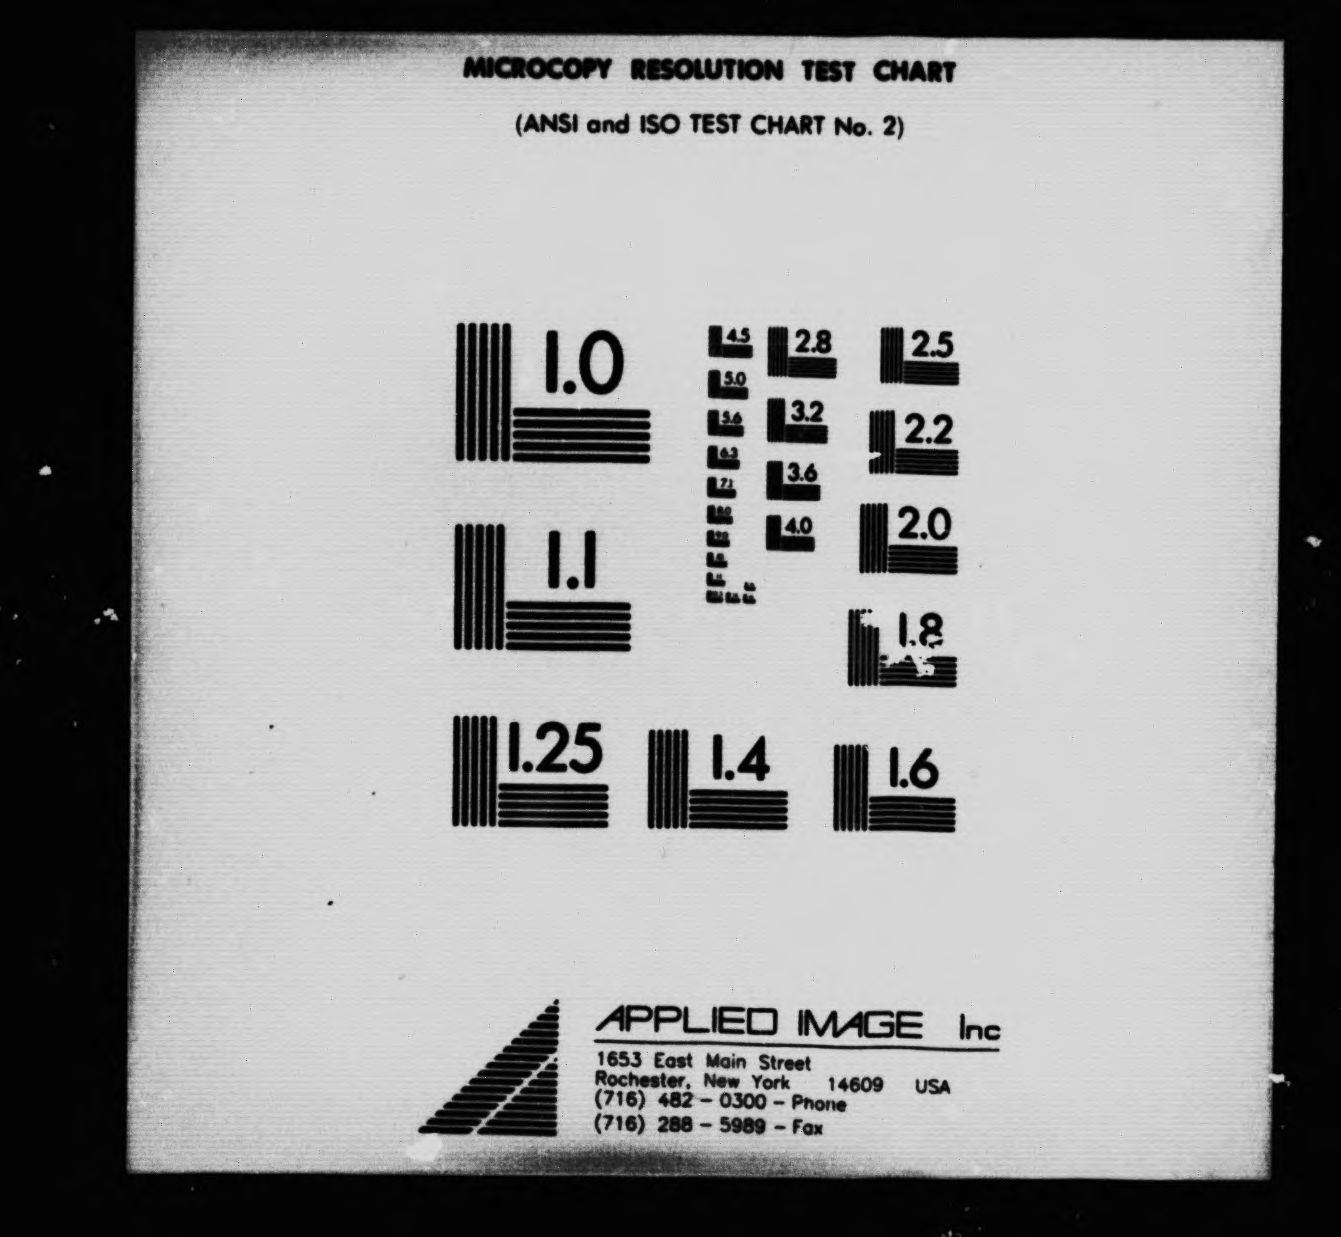 MICROCOPY RESOLUTION TEST CHART
(ANSI and ISO TEST CHART No. 2)
1.0
4.5
2.8
2.5
5.0
3.2
2.2
5.6
6.3
3.6
7.1
2.0
8.0
4.0
1.1
1.8
1.25
1.4
1.6
APPLIED IMAGE Inc
1653 East Main Street
Rochester, New York 14609 USA
(716) 482 - 0300 - Phone
(716) 288 - 5989 - Fax